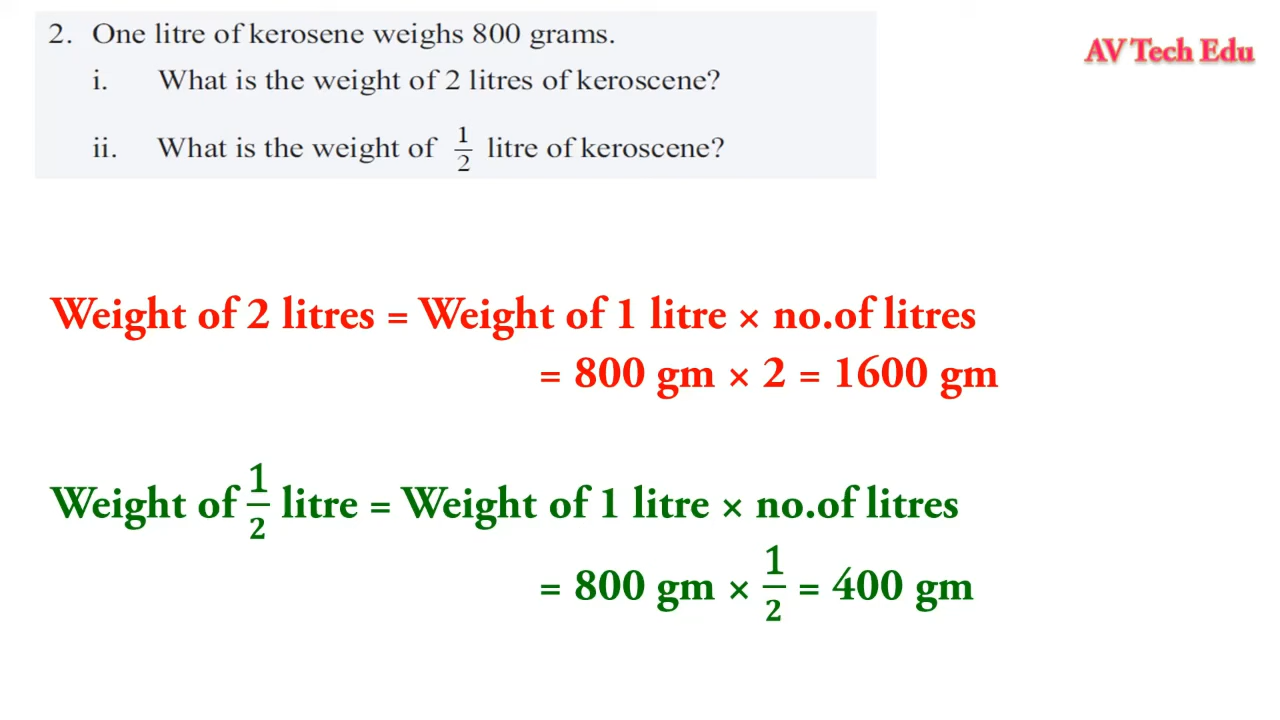 2. One litre of kerosene weighs 800 grams.
AV Tech Edu
i. What is the weight of 2 litres of keroscene?
ii. What is the weight of 1/2 litre of keroscene?
Weight of 2 litres = Weight of 1 litre × no.of litres
= 800 gm × 2 = 1600 gm
Weight of 1/2 litre = Weight of 1 litre × no.of litres
= 800 gm × 1/2 = 400 gm